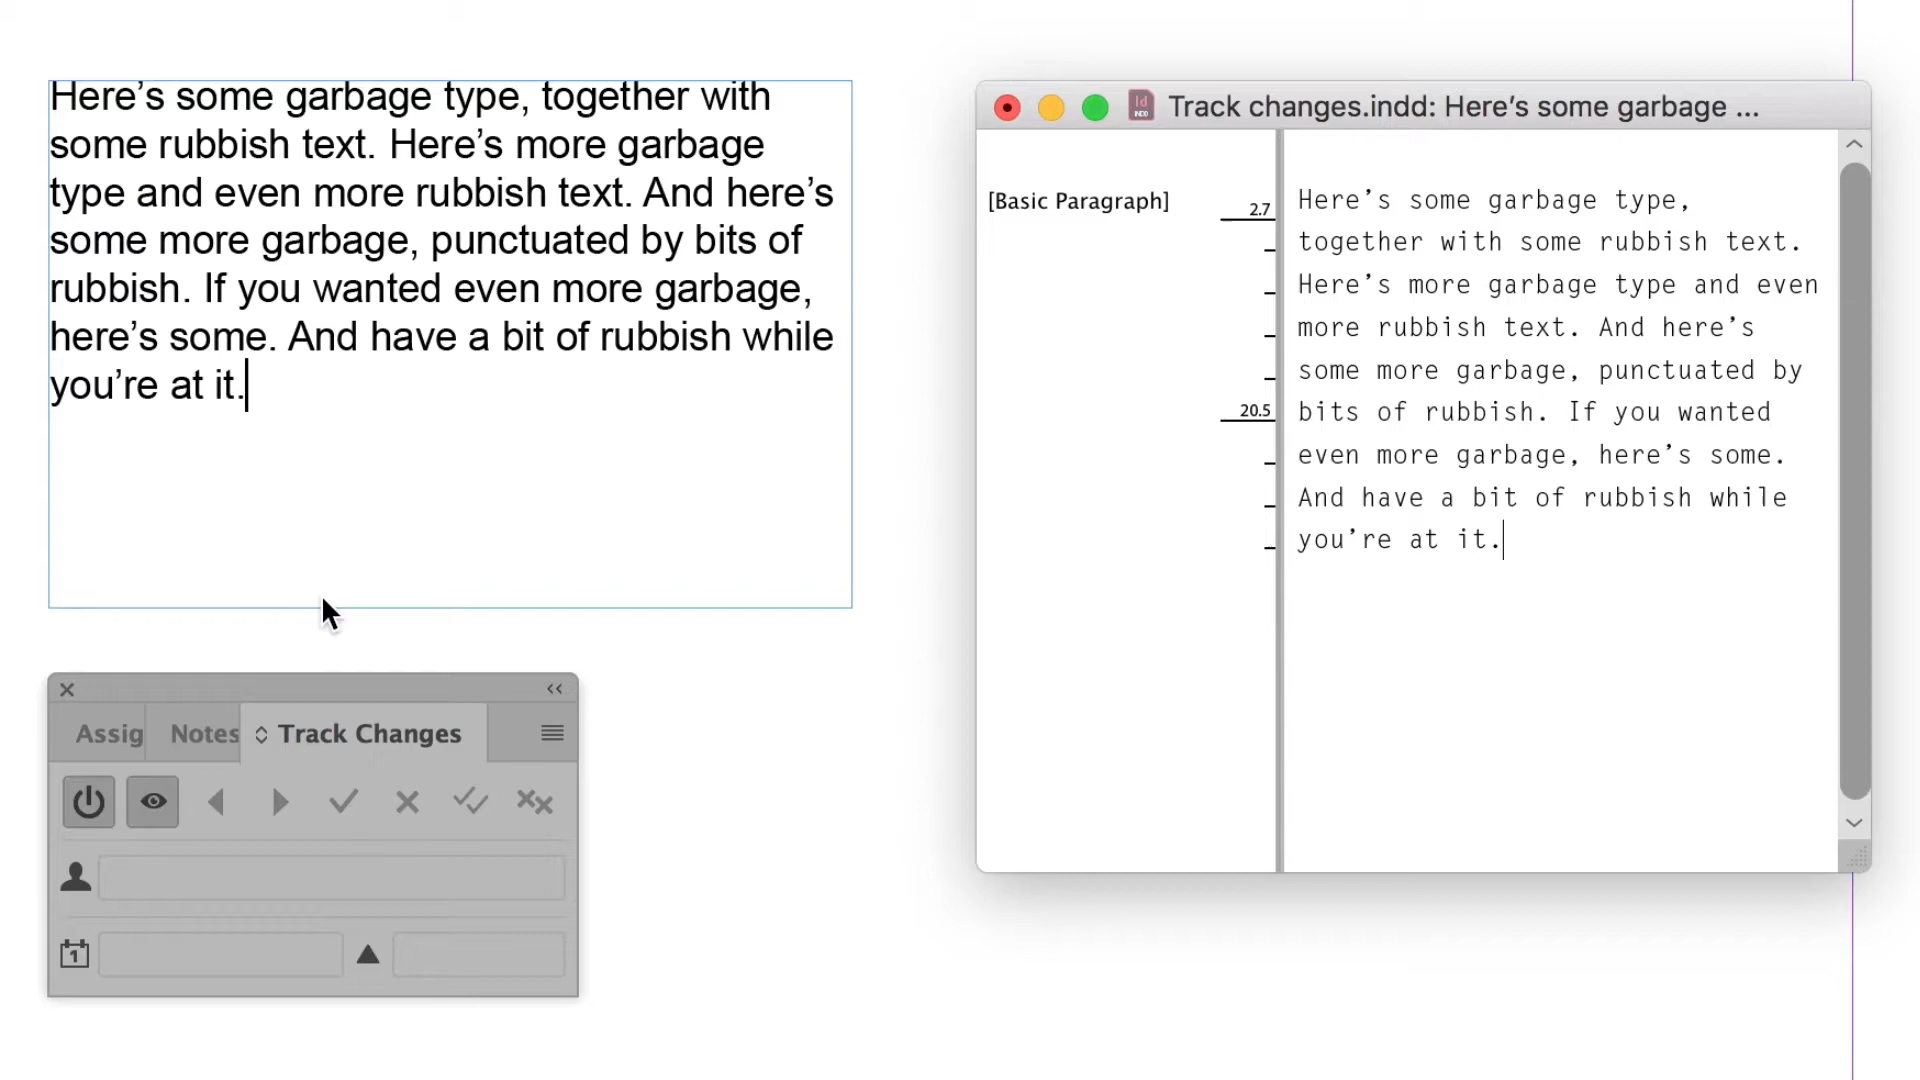 Here’s some garbage type, together with
some rubbish text. Here’s more garbage
type and even more rubbish text. And here’s
some more garbage, punctuated by bits of
rubbish. If you wanted even more garbage,
here’s some. And have a bit of rubbish while
you’re at it.
Track changes.indd: Here’s some garbage ...
[Basic Paragraph]
2.7
20.5
Here’s some garbage type,
together with some rubbish text.
Here’s more garbage type and even
more rubbish text. And here’s
some more garbage, punctuated by
bits of rubbish. If you wanted
even more garbage, here’s some.
And have a bit of rubbish while
you’re at it.
Assig
Notes
Track Changes
Id
INDD
1